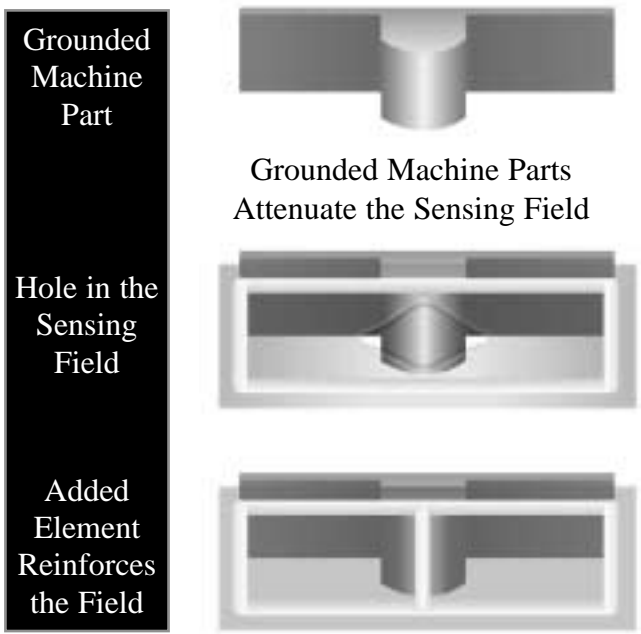 Grounded
Machine
Part
Grounded Machine Parts
Attenuate the Sensing Field
Hole in the
Sensing
Field
Added
Element
Reinforces
the Field